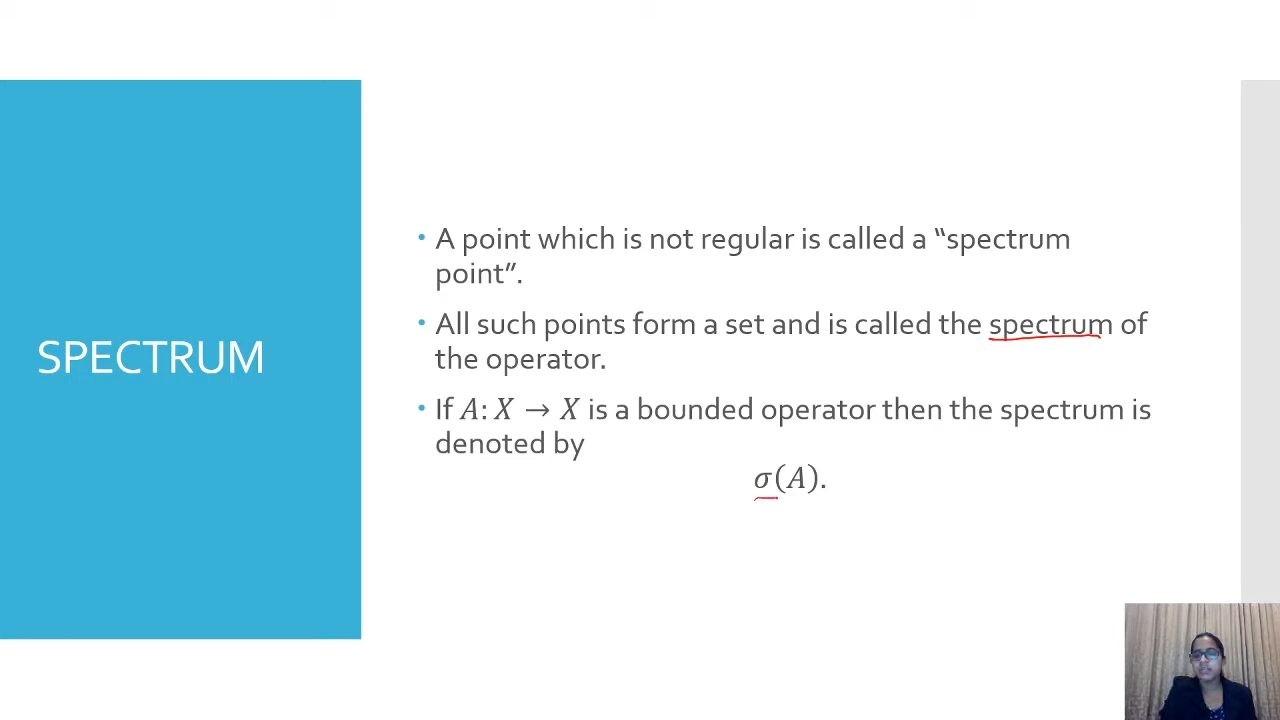 SPECTRUM
• A point which is not regular is called a “spectrum
point”.
• All such points form a set and is called the spectrum of
the operator.
• If 𝐴: 𝑋 → 𝑋 is a bounded operator then the spectrum is
denoted by
𝜎(𝐴).